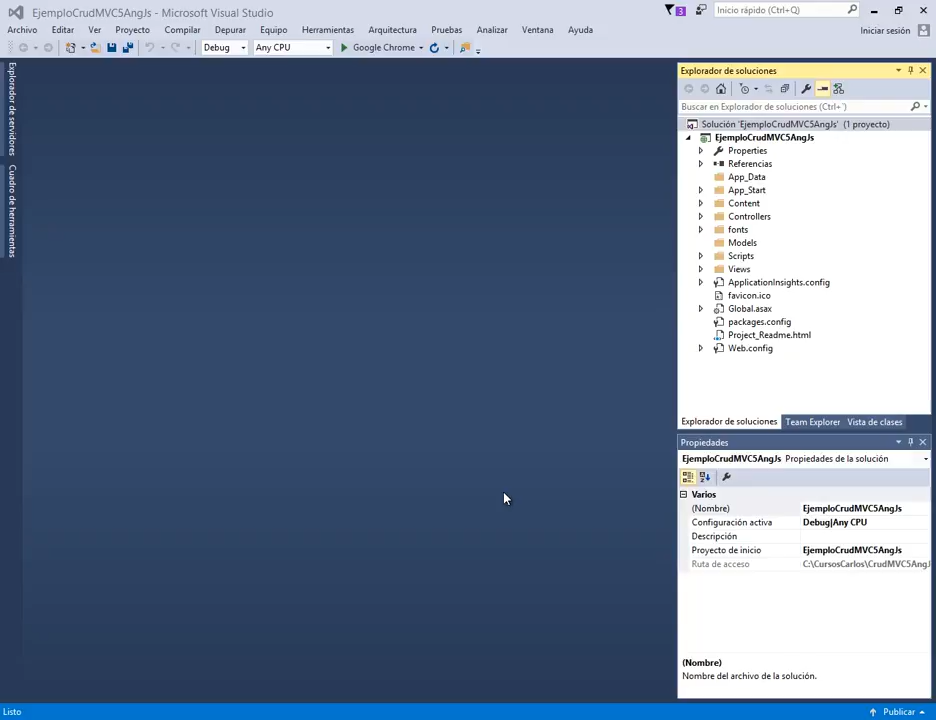 EjemploCrudMVC5AngJs - Microsoft Visual Studio
3
Inicio rápido (Ctrl+Q)
Archivo Editar Ver Proyecto Compilar Depurar Equipo Herramientas Arquitectura Pruebas Analizar Ventana Ayuda
Iniciar sesión
Debug Any CPU Google Chrome
Explorador de servidores
Cuadro de herramientas
Explorador de soluciones
Buscar en Explorador de soluciones (Ctrl+')
Solución 'EjemploCrudMVC5AngJs' (1 proyecto)
EjemploCrudMVC5AngJs
Properties
Referencias
App_Data
App_Start
Content
Controllers
fonts
Models
Scripts
Views
ApplicationInsights.config
favicon.ico
Global.asax
packages.config
Project_Readme.html
Web.config
Explorador de soluciones Team Explorer Vista de clases
Propiedades
EjemploCrudMVC5AngJs Propiedades de la solución
Varios
(Nombre) EjemploCrudMVC5AngJs
Configuración activa Debug|Any CPU
Descripción
Proyecto de inicio EjemploCrudMVC5AngJs
Ruta de acceso C:\CursosCarlos\CrudMVC5AngJ
(Nombre)
Nombre del archivo de la solución.
Listo
Publicar